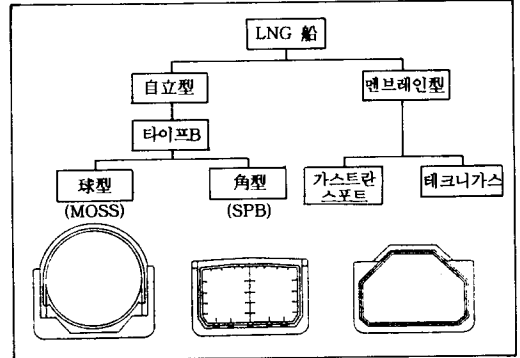 LNG 船
自立型
멘브레인型
타이프B
球型
(MOSS)
角型
(SPB)
가스트란
스포트
테크니가스